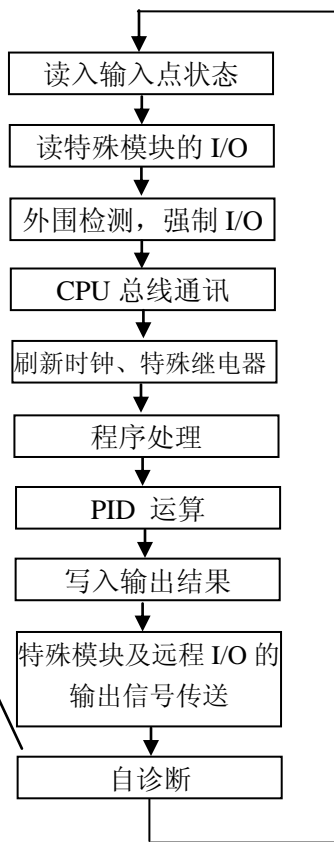 读入输入点状态
读特殊模块的 I/O
外围检测，强制 I/O
CPU 总线通讯
刷新时钟、特殊继电器
程序处理
PID 运算
写入输出结果
特殊模块及远程 I/O 的
输出信号传送
自诊断